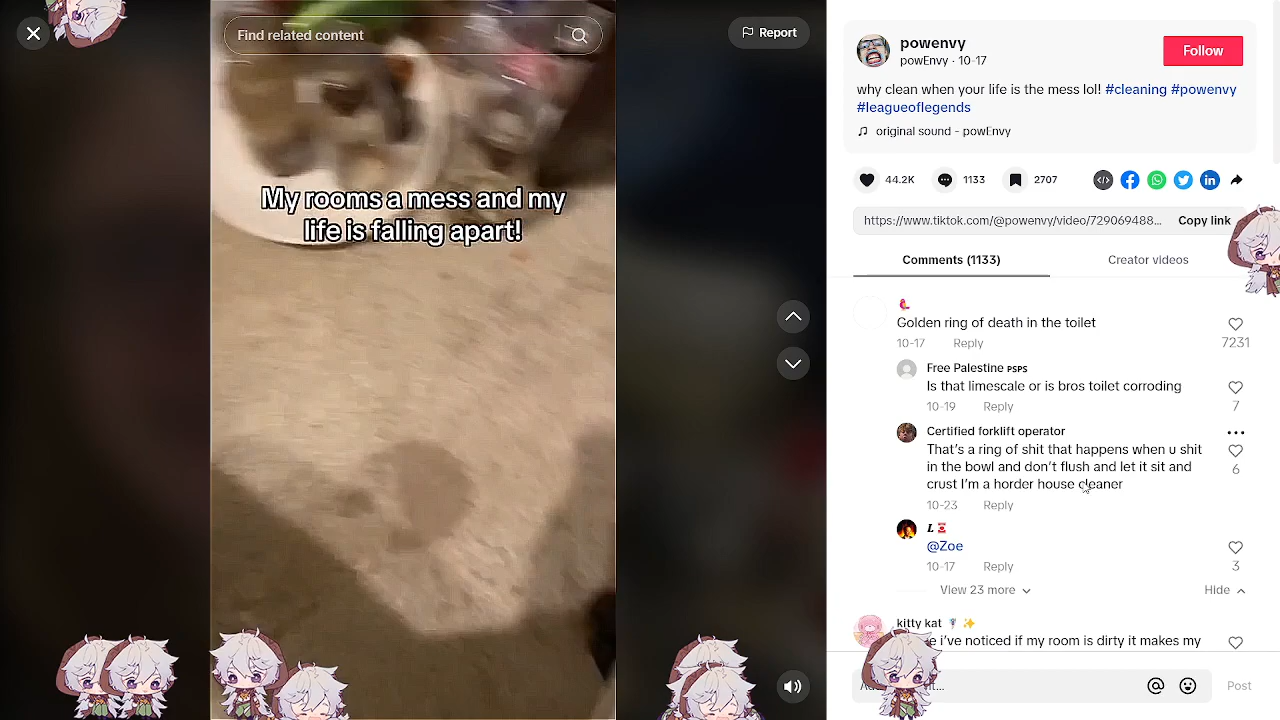 Find related content
Report
My rooms a mess and my
life is falling apart!
powenvy
powEnvy · 10-17
Follow
why clean when your life is the mess lol! #cleaning #powenvy
#leagueoflegends
original sound - powEnvy
44.2K
1133
2707
https://www.tiktok.com/@powenvy/video/729069488...
Copy link
Comments (1133)
Creator videos
Golden ring of death in the toilet
10-17 Reply
7231
Free Palestine PSPS
Is that limescale or is bros toilet corroding
10-19 Reply
7
Certified forklift operator
That's a ring of shit that happens when u shit
in the bowl and don't flush and let it sit and
crust I'm a horder house cleaner
6
10-23 Reply
L
@Zoe
10-17 Reply
3
View 23 more
Hide
kitty kat
i've noticed if my room is dirty it makes my
Post